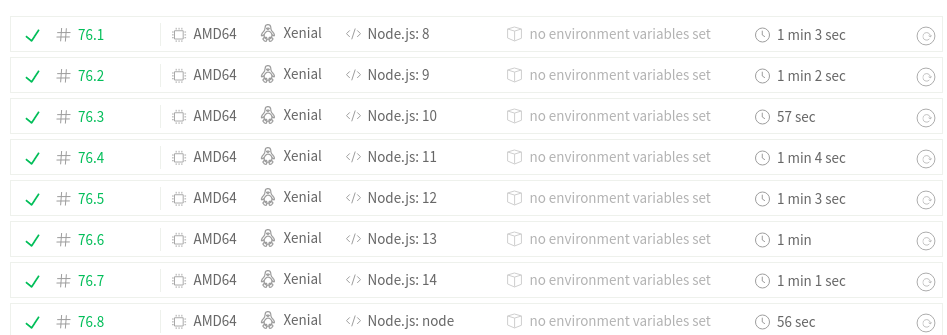 # 76.1 AMD64 Xenial </> Node.js: 8 no environment variables set 1 min 3 sec
# 76.2 AMD64 Xenial </> Node.js: 9 no environment variables set 1 min 2 sec
# 76.3 AMD64 Xenial </> Node.js: 10 no environment variables set 57 sec
# 76.4 AMD64 Xenial </> Node.js: 11 no environment variables set 1 min 4 sec
# 76.5 AMD64 Xenial </> Node.js: 12 no environment variables set 1 min 3 sec
# 76.6 AMD64 Xenial </> Node.js: 13 no environment variables set 1 min
# 76.7 AMD64 Xenial </> Node.js: 14 no environment variables set 1 min 1 sec
# 76.8 AMD64 Xenial </> Node.js: node no environment variables set 56 sec